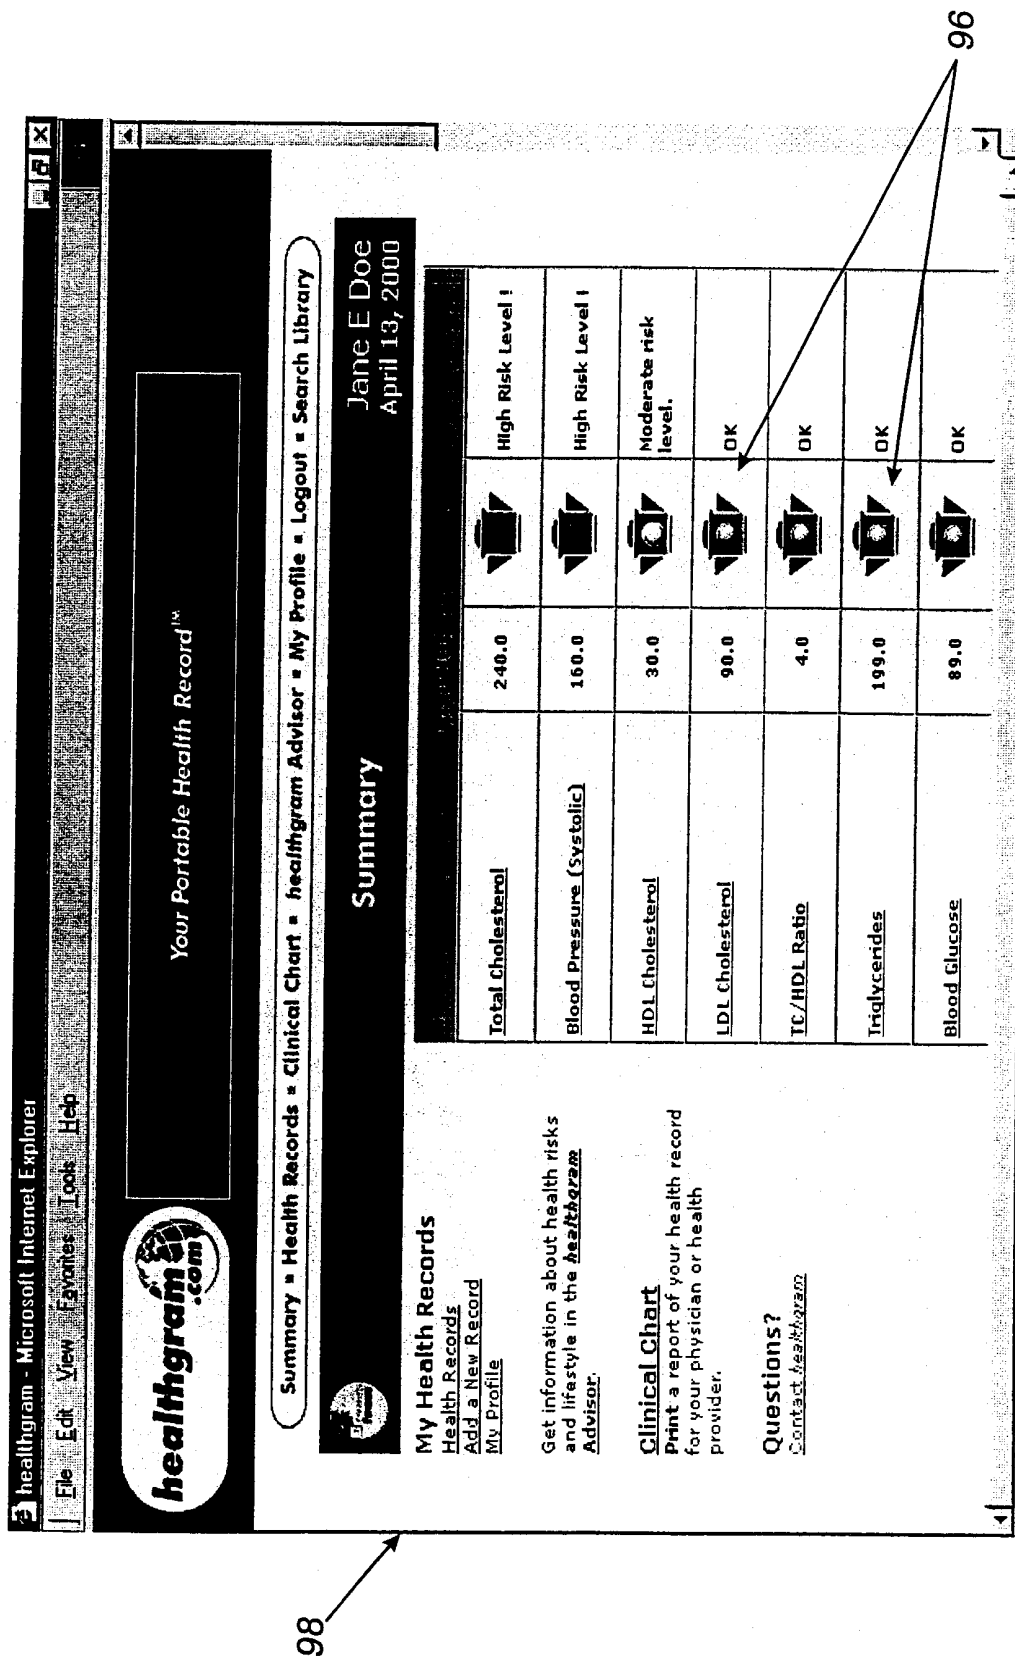 healthgram - Microsoft Internet Explorer
File Edit View Favorites Tools Help
healthgram
.com
Your Portable Health Record™
Summary ▪ Health Records ▪ Clinical Chart ▪ healthgram Advisor ▪ My Profile ▪ Logout ▪ Search Library
Summary
Jane E Doe
April 13, 2000
My Health Records
Health Records
Add a New Record
My Profile
Get information about health risks
and lifestyle in the healthgram
Advisor.
Clinical Chart
Print a report of your health record
for your physician or health
provider.
Questions?
Contact healthgram
Total Cholesterol 240.0 High Risk Level !
Blood Pressure (Systolic) 160.0 High Risk Level !
HDL Cholesterol 30.0 Moderate risk
level.
LDL Cholesterol 90.0 OK
TC/HDL Ratio 4.0 OK
Triglycerides 199.0 OK
Blood Glucose 89.0 OK
98
96